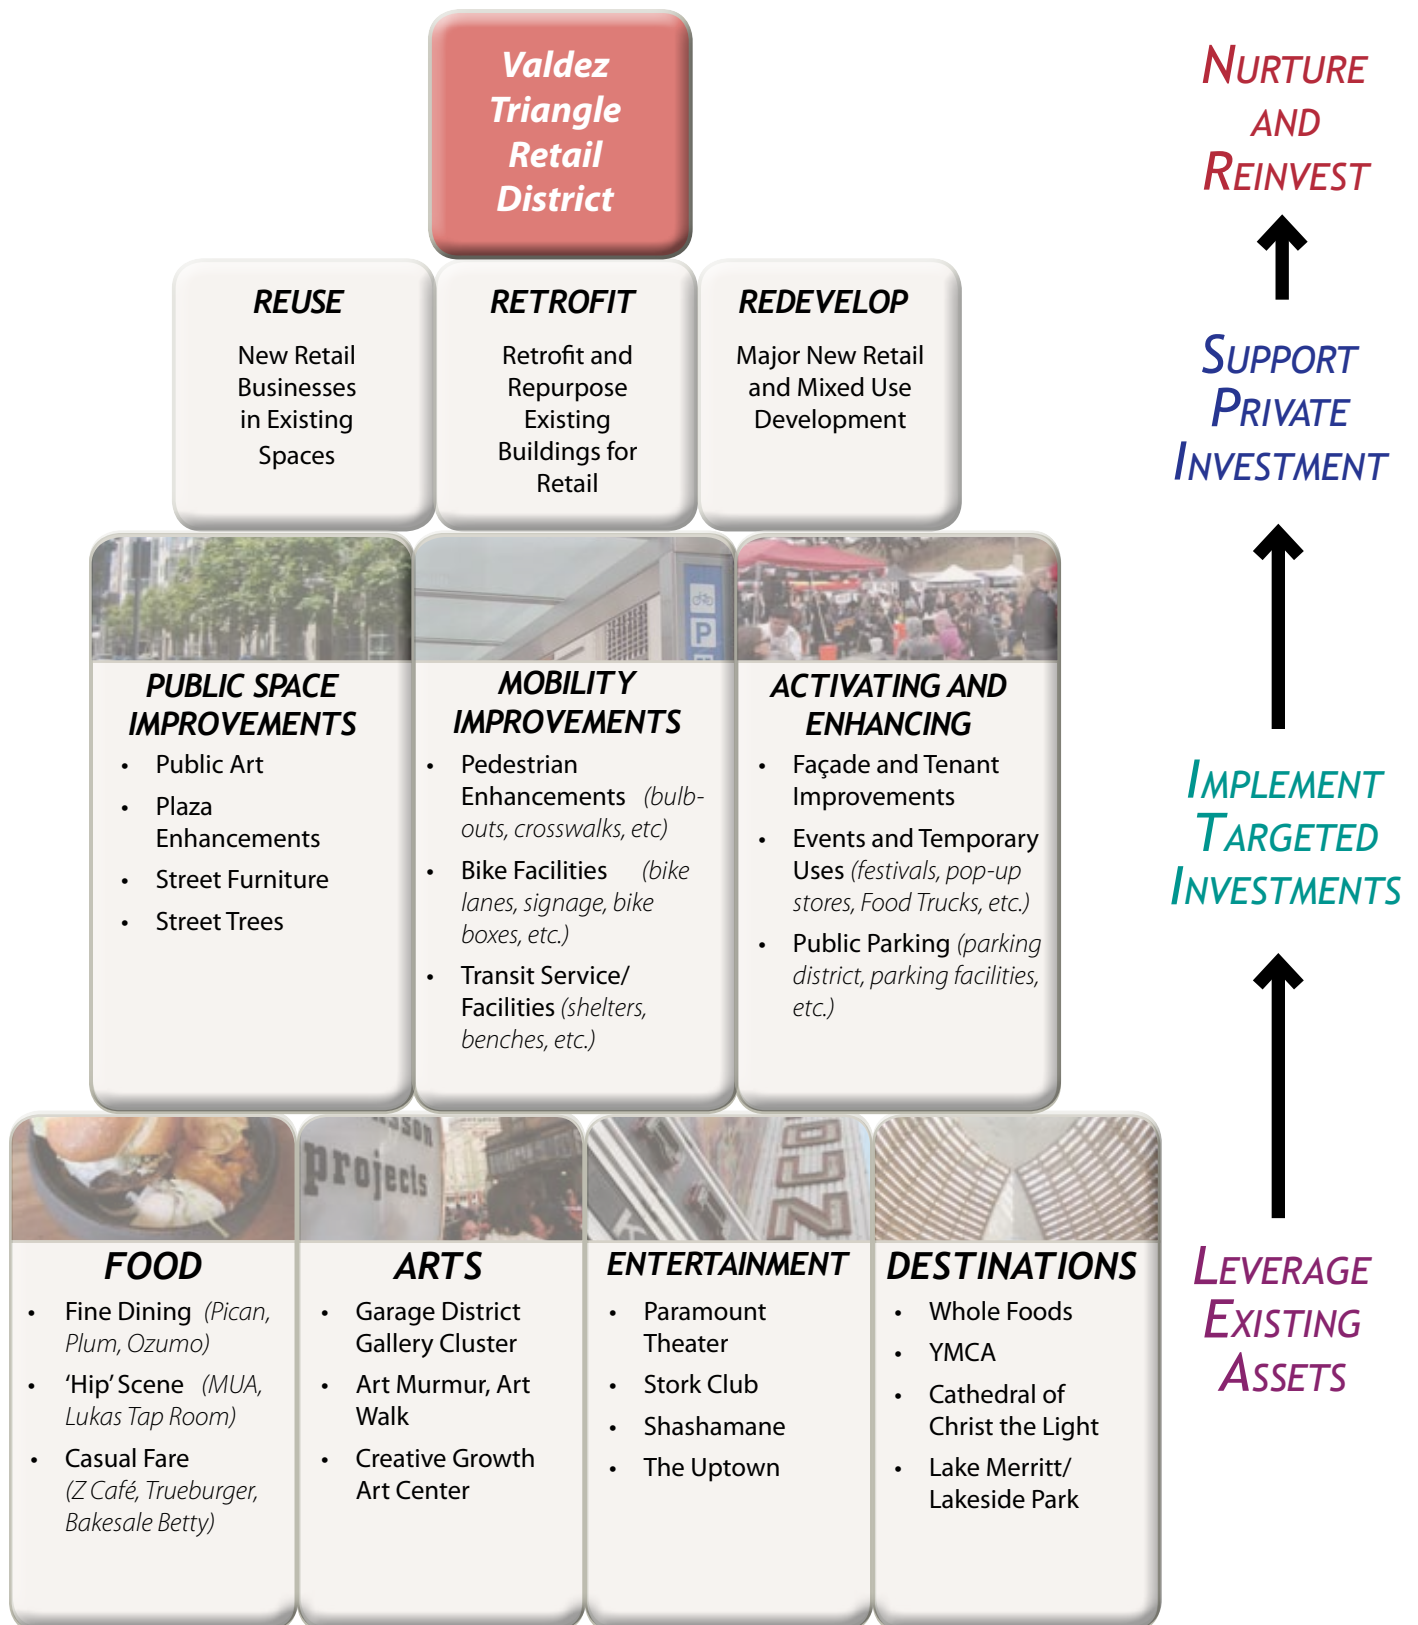 Valdez
Triangle
Retail
District
NURTURE
AND
REINVEST
REUSE
New Retail
Businesses
in Existing
Spaces
RETROFIT
Retrofit and
Repurpose
Existing
Buildings for
Retail
REDEVELOP
Major New Retail
and Mixed Use
Development
SUPPORT
PRIVATE
INVESTMENT
P
PUBLIC SPACE
IMPROVEMENTS
• Public Art
• Plaza
Enhancements
• Street Furniture
• Street Trees
MOBILITY
IMPROVEMENTS
• Pedestrian
Enhancements (bulb-
outs, crosswalks, etc)
• Bike Facilities (bike
lanes, signage, bike
boxes, etc.)
• Transit Service/
Facilities (shelters,
benches, etc.)
ACTIVATING AND
ENHANCING
• Façade and Tenant
Improvements
• Events and Temporary
Uses (festivals, pop-up
stores, Food Trucks, etc.)
• Public Parking (parking
district, parking facilities,
etc.)
IMPLEMENT
TARGETED
INVESTMENTS
projects
FOOD
• Fine Dining (Pican,
Plum, Ozumo)
• ‘Hip’ Scene (MUA,
Lukas Tap Room)
• Casual Fare
(Z Café, Trueburger,
Bakesale Betty)
ARTS
• Garage District
Gallery Cluster
• Art Murmur, Art
Walk
• Creative Growth
Art Center
ENTERTAINMENT
• Paramount
Theater
• Stork Club
• Shashamane
• The Uptown
DESTINATIONS
• Whole Foods
• YMCA
• Cathedral of
Christ the Light
• Lake Merritt/
Lakeside Park
LEVERAGE
EXISTING
ASSETS